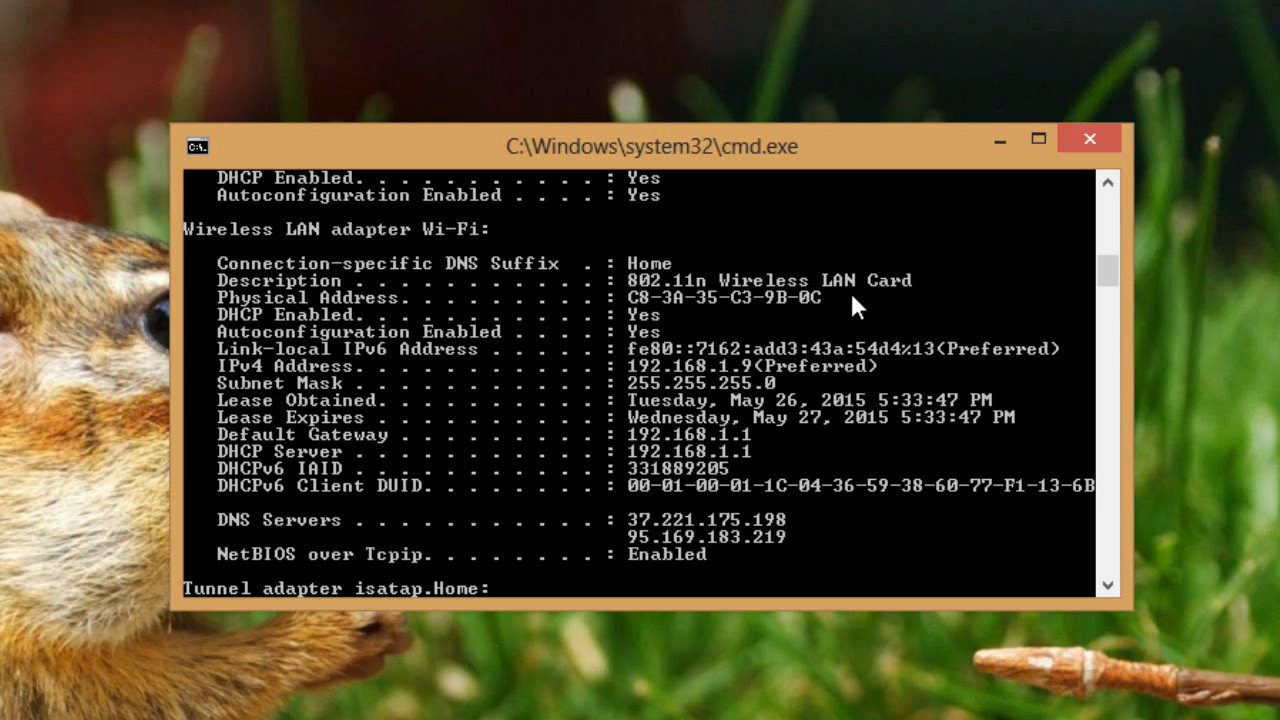 C:\Windows\system32\cmd.exe
DHCP Enabled. . . . . . . . . . . : Yes
Autoconfiguration Enabled . . . . : Yes
Wireless LAN adapter Wi-Fi:
Connection-specific DNS Suffix  . : Home
Description . . . . . . . . . . . : 802.11n Wireless LAN Card
Physical Address. . . . . . . . . : C8-3A-35-C3-9B-0C
DHCP Enabled. . . . . . . . . . . : Yes
Autoconfiguration Enabled . . . . : Yes
Link-local IPv6 Address . . . . . : fe80::7162:add3:43a:54d4%13(Preferred)
IPv4 Address. . . . . . . . . . . : 192.168.1.9(Preferred)
Subnet Mask . . . . . . . . . . . : 255.255.255.0
Lease Obtained. . . . . . . . . . : Tuesday, May 26, 2015 5:33:47 PM
Lease Expires . . . . . . . . . . : Wednesday, May 27, 2015 5:33:47 PM
Default Gateway . . . . . . . . . : 192.168.1.1
DHCP Server . . . . . . . . . . . : 192.168.1.1
DHCPv6 IAID . . . . . . . . . . . : 331889205
DHCPv6 Client DUID. . . . . . . . : 00-01-00-01-1C-04-36-59-38-60-77-F1-13-6B
DNS Servers . . . . . . . . . . . : 37.221.175.198
95.169.183.219
NetBIOS over Tcpip. . . . . . . . : Enabled
Tunnel adapter isatap.Home: